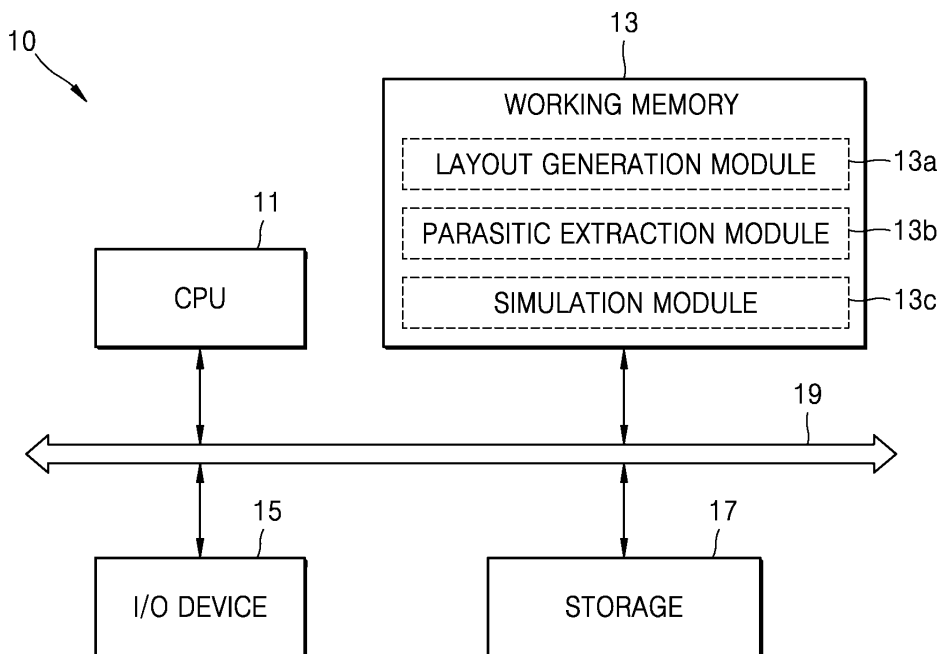 10
13
WORKING MEMORY
LAYOUT GENERATION MODULE
13a
PARASITIC EXTRACTION MODULE
13b
SIMULATION MODULE
13c
11
CPU
19
15
I/O DEVICE
17
STORAGE